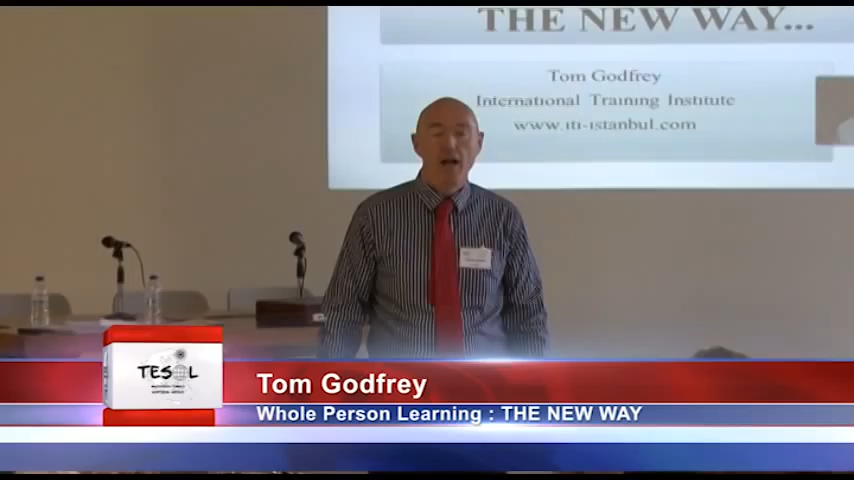 THE NEW WAY...
Tom Godfrey
International Training Institute
www.iti-istanbul.com
TESOL
Tom Godfrey
Whole Person Learning : THE NEW WAY